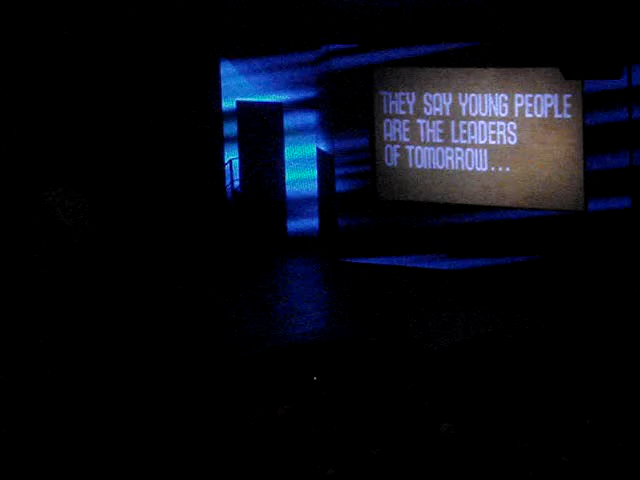 THEY SAY YOUNG PEOPLE
ARE THE LEADERS
OF TOMORROW...